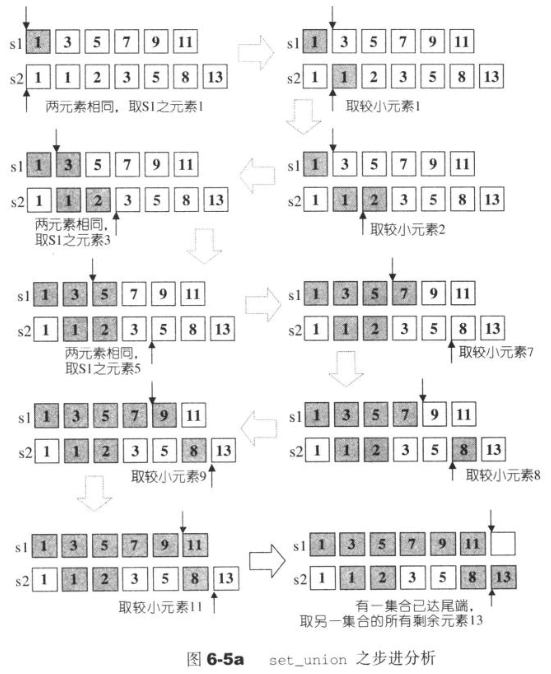 s1 1 3 5 7 9 11
s2 1 1 2 3 5 8 13
两元素相同，取S1之元素1
s1 1 3 5 7 9 11
s2 1 1 2 3 5 8 13
取较小元素1
s1 1 3 5 7 9 11
s2 1 1 2 3 5 8 13
取较小元素2
s1 1 3 5 7 9 11
s2 1 1 2 3 5 8 13
两元素相同，
取S1之元素3
s1 1 3 5 7 9 11
s2 1 1 2 3 5 8 13
两元素相同，
取S1之元素5
s1 1 3 5 7 9 11
s2 1 1 2 3 5 8 13
取较小元素7
s1 1 3 5 7 9 11
s2 1 1 2 3 5 8 13
取较小元素8
s1 1 3 5 7 9 11
s2 1 1 2 3 5 8 13
取较小元素9
s1 1 3 5 7 9 11
s2 1 1 2 3 5 8 13
取较小元素11
s1 1 3 5 7 9 11
s2 1 1 2 3 5 8 13
有一集合已达尾端，
取另一集合的所有剩余元素13
图 6-5a set_union 之步进分析